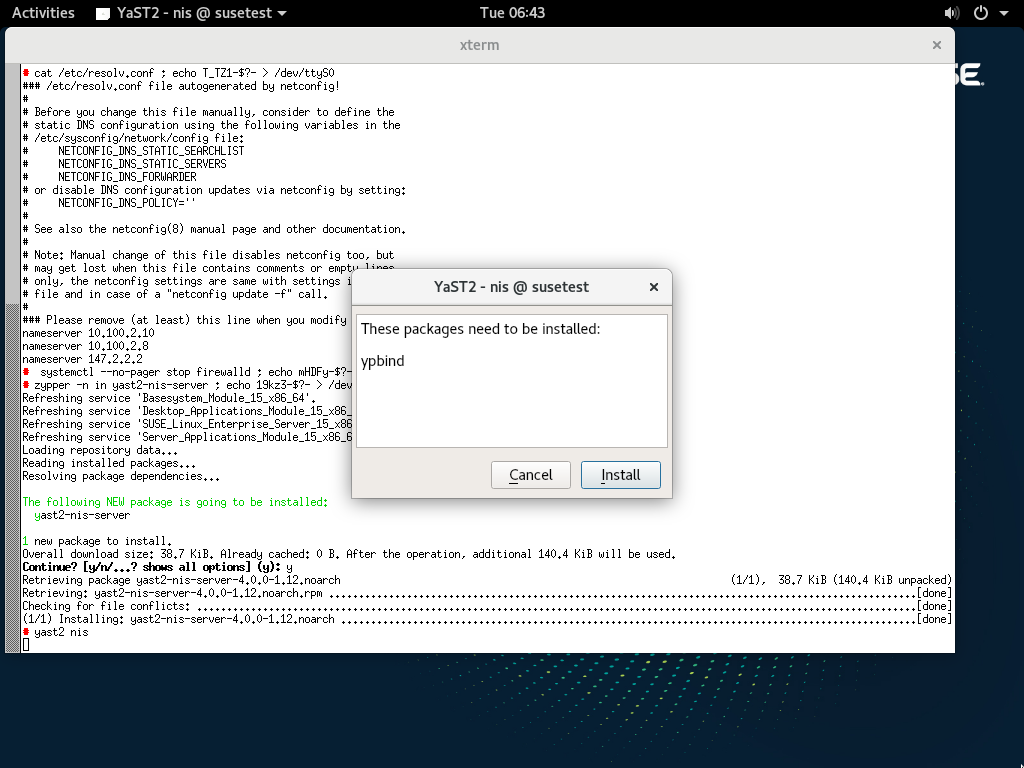 Activities YaST2 - nis @ susetest Tue 06:43
xterm
# cat /etc/resolv.conf ; echo T_TZ1-$?- > /dev/ttyS0
### /etc/resolv.conf file autogenerated by netconfig!
#
# Before you change this file manually, consider to define the
# static DNS configuration using the following variables in the
# /etc/sysconfig/network/config file:
# NETCONFIG_DNS_STATIC_SEARCHLIST
# NETCONFIG_DNS_STATIC_SERVERS
# NETCONFIG_DNS_FORWARDER
# or disable DNS configuration updates via netconfig by setting:
# NETCONFIG_DNS_POLICY=''
#
# See also the netconfig(8) manual page and other documentation.
#
# Note: Manual change of this file disables netconfig too, but
# may get lost when this file contains comments or empty lines
# only, the netconfig settings are same with settings i
# file and in case of a "netconfig update -f" call.
#
### Please remove (at least) this line when you modify
nameserver 10.100.2.10
nameserver 10.100.2.8
nameserver 147.2.2.2
# systemctl --no-pager stop firewalld ; echo mHDFy-$?-
# zypper -n in yast2-nis-server ; echo 19kz3-$?- > /dev
Refreshing service 'Basesystem_Module_15_x86_64'.
Refreshing service 'Desktop_Applications_Module_15_x86_
Refreshing service 'SUSE_Linux_Enterprise_Server_15_x86
Refreshing service 'Server_Applications_Module_15_x86_6
Loading repository data...
Reading installed packages...
Resolving package dependencies...
The following NEW package is going to be installed:
yast2-nis-server
1 new package to install.
Overall download size: 38.7 KiB. Already cached: 0 B. After the operation, additional 140.4 KiB will be used.
Continue? [y/n/...? shows all options] (y): y
Retrieving package yast2-nis-server-4.0.0-1.12.noarch (1/1), 38.7 KiB (140.4 KiB unpacked)
Retrieving: yast2-nis-server-4.0.0-1.12.noarch.rpm ....................[done]
Checking for file conflicts: ....................[done]
(1/1) Installing: yast2-nis-server-4.0.0-1.12.noarch ....................[done]
# yast2 nis
YaST2 - nis @ susetest
These packages need to be installed:
ypbind
Cancel Install
SE.